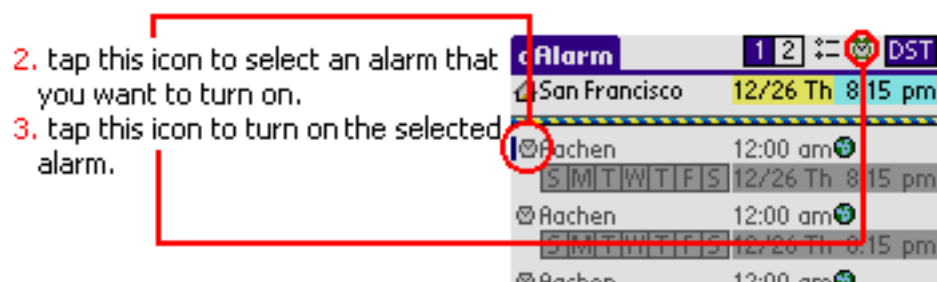 2. tap this icon to select an alarm that
you want to turn on.
3. tap this icon to turn on the selected
alarm.
cAlarm
1 2 DST
San Francisco 12/26 Th 8:15 pm
Aachen 12:00 am
S M T W T F S 12/26 Th 8:15 pm
Aachen 12:00 am
S M T W T F S 12/26 Th 8:15 pm
Aachen 12:00 am